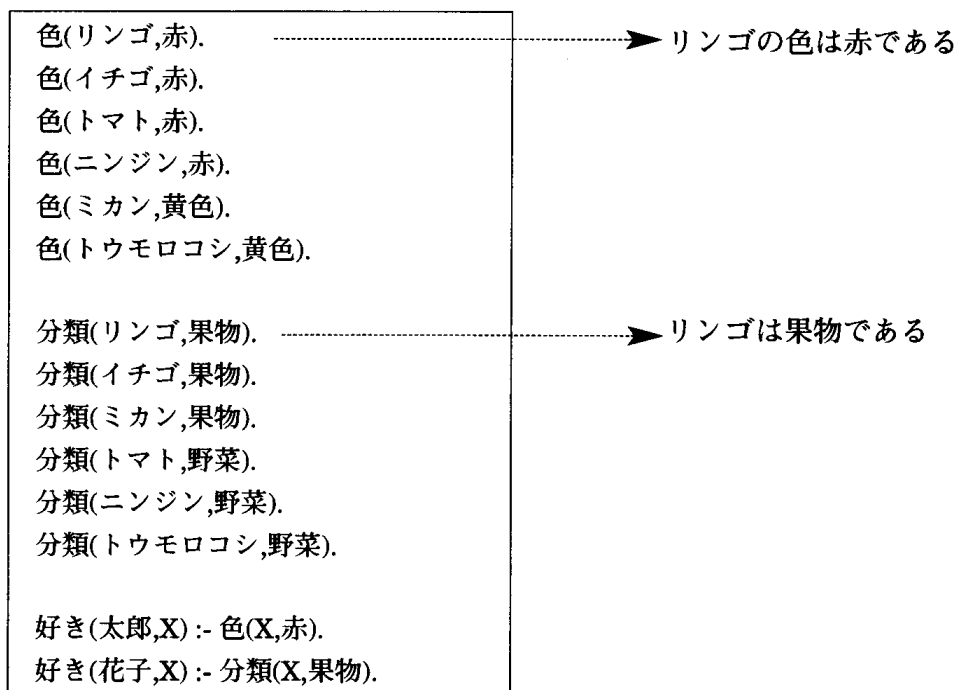 色(リンゴ,赤). リンゴの色は赤である
色(イチゴ,赤).
色(トマト,赤).
色(ニンジン,赤).
色(ミカン,黄色).
色(トウモロコシ,黄色).
分類(リンゴ,果物). リンゴは果物である
分類(イチゴ,果物).
分類(ミカン,果物).
分類(トマト,野菜).
分類(ニンジン,野菜).
分類(トウモロコシ,野菜).
好き(太郎,X) :- 色(X,赤).
好き(花子,X) :- 分類(X,果物).